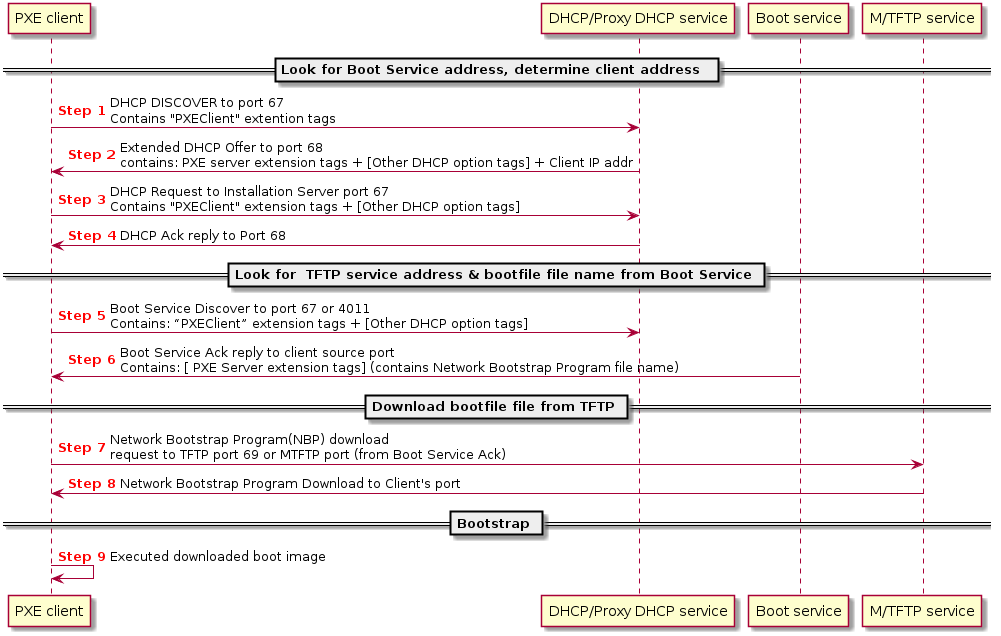 PXE client
DHCP/Proxy DHCP service
Boot service
M/TFTP service
Look for Boot Service address, determine client address
Step 1 DHCP DISCOVER to port 67
Contains "PXEClient" extention tags
Step 2 Extended DHCP Offer to port 68
contains: PXE server extension tags + [Other DHCP option tags] + Client IP addr
Step 3 DHCP Request to Installation Server port 67
Contains "PXEClient" extension tags + [Other DHCP option tags]
Step 4 DHCP Ack reply to Port 68
Look for  TFTP service address & bootfile file name from Boot Service
Step 5 Boot Service Discover to port 67 or 4011
Contains: “PXEClient” extension tags + [Other DHCP option tags]
Step 6 Boot Service Ack reply to client source port
Contains: [ PXE Server extension tags] (contains Network Bootstrap Program file name)
Download bootfile file from TFTP
Step 7 Network Bootstrap Program(NBP) download
request to TFTP port 69 or MTFTP port (from Boot Service Ack)
Step 8 Network Bootstrap Program Download to Client's port
Bootstrap
Step 9 Executed downloaded boot image
PXE client
DHCP/Proxy DHCP service
Boot service
M/TFTP service